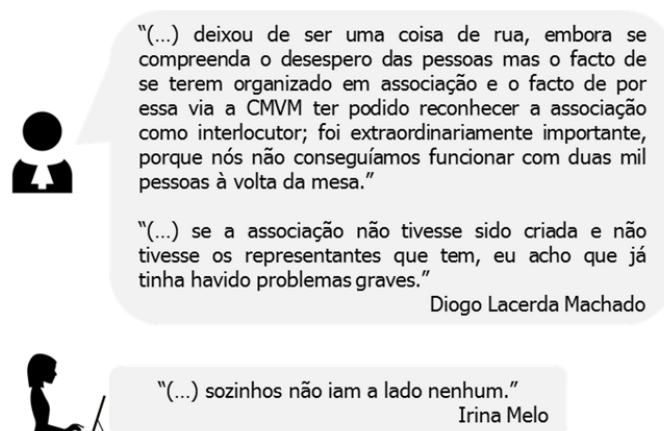 “(…) deixou de ser uma coisa de rua, embora se
compreenda o desespero das pessoas mas o facto de
se terem organizado em associação e o facto de por
essa via a CMVM ter podido reconhecer a associação
como interlocutor; foi extraordinariamente importante,
porque nós não conseguíamos funcionar com duas mil
pessoas à volta da mesa.”
“(…) se a associação não tivesse sido criada e não
tivesse os representantes que tem, eu acho que já
tinha havido problemas graves.”
Diogo Lacerda Machado
“(…) sozinhos não iam a lado nenhum.”
Irina Melo